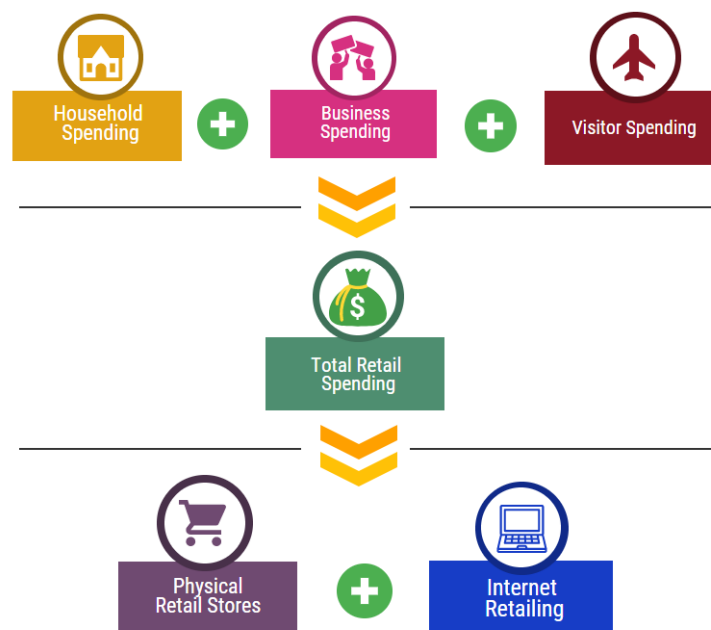 Household
Spending
Business
Spending
Visitor Spending
$
Total Retail
Spending
Physical
Retail Stores
Internet
Retailing